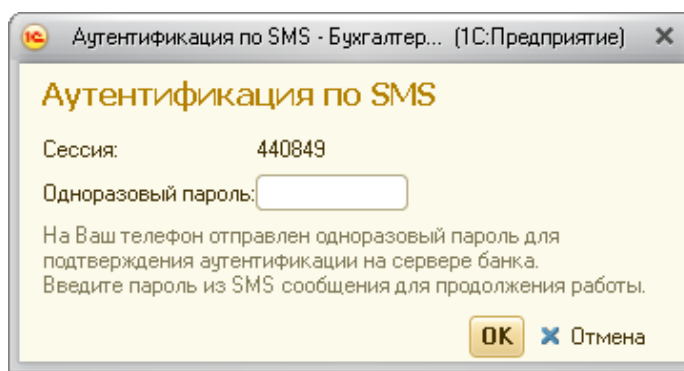 1С Аутентификация по SMS - Бухгалтер... (1С:Предприятие)
Аутентификация по SMS
Сессия: 440849
Одноразовый пароль:
На Ваш телефон отправлен одноразовый пароль для
подтверждения аутентификации на сервере банка.
Введите пароль из SMS сообщения для продолжения работы.
OK Отмена